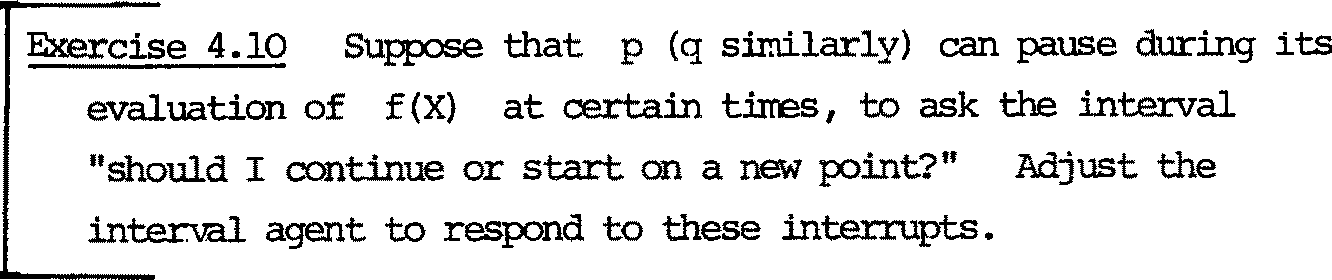 Exercise 4.10 Suppose that p (q similarly) can pause during its
evaluation of f(X) at certain times, to ask the interval
"should I continue or start on a new point?" Adjust the
interval agent to respond to these interrupts.